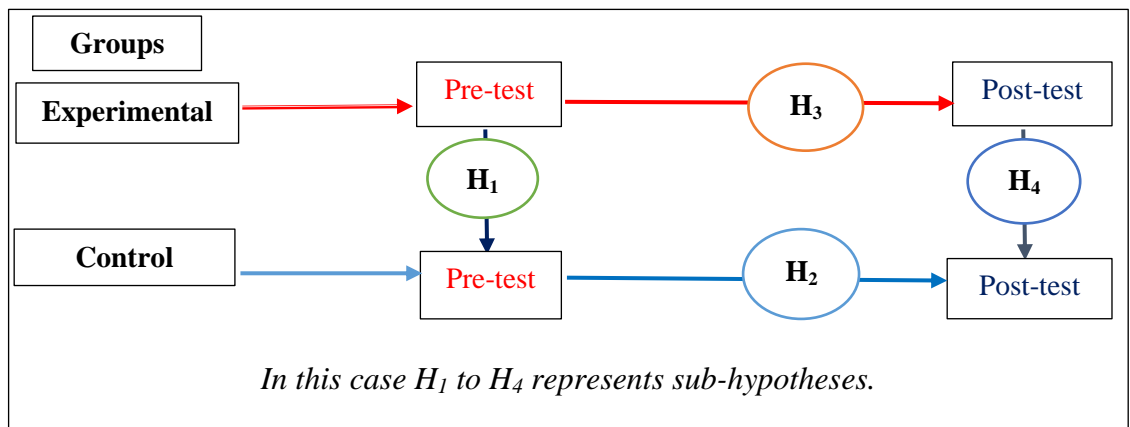 Groups
Experimental
Pre-test
H₃
Post-test
H₁
H₄
Control
Pre-test
H₂
Post-test
In this case H₁ to H₄ represents sub-hypotheses.